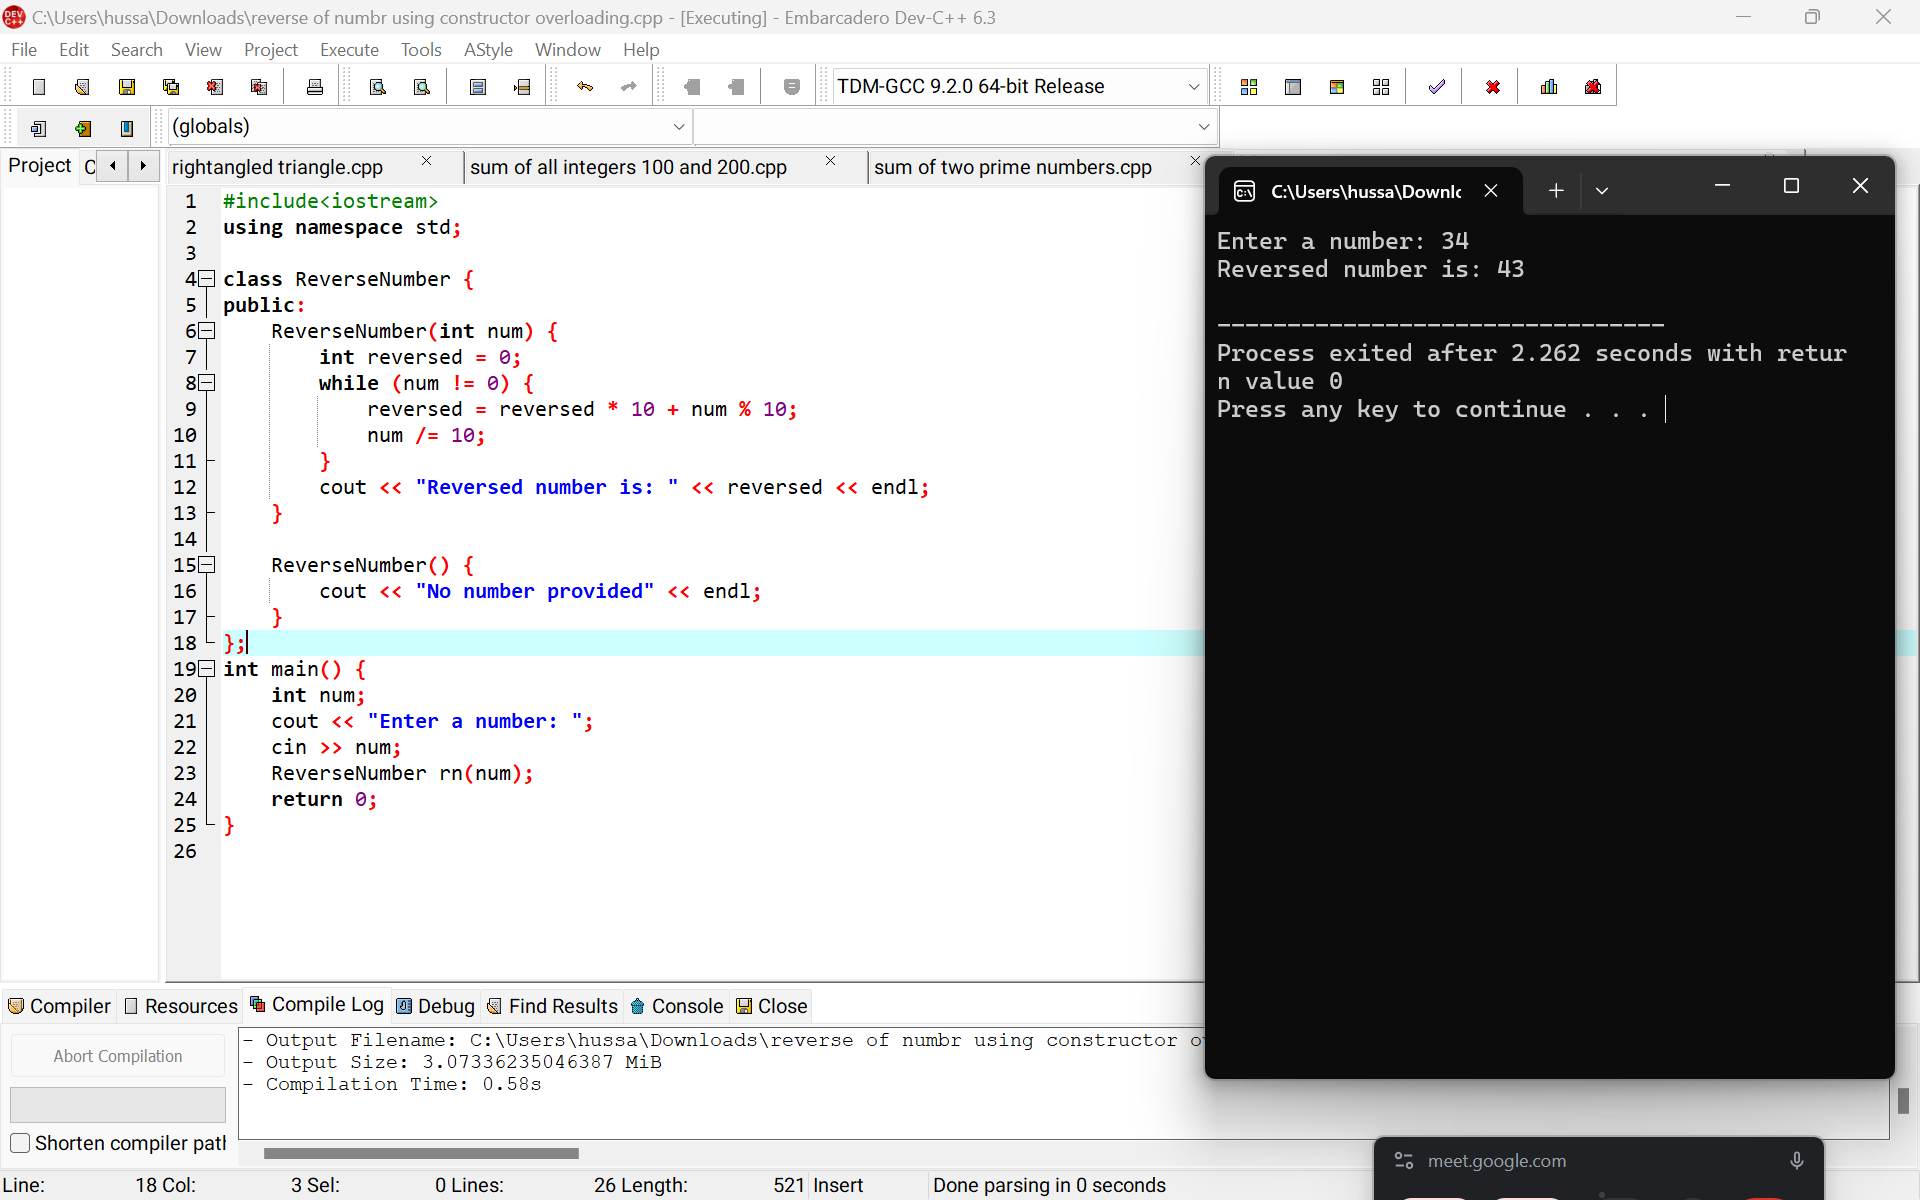 C:\Users\hussa\Downloads\reverse of numbr using constructor overloading.cpp - [Executing] - Embarcadero Dev-C++ 6.3
File Edit Search View Project Execute Tools AStyle Window Help
TDM-GCC 9.2.0 64-bit Release
(globals)
Project
rightangled triangle.cpp
sum of all integers 100 and 200.cpp
sum of two prime numbers.cpp
1 #include<iostream>
2 using namespace std;
3
4 class ReverseNumber {
5 public:
6 ReverseNumber(int num) {
7 int reversed = 0;
8 while (num != 0) {
9 reversed = reversed * 10 + num % 10;
10 num /= 10;
11 }
12 cout << "Reversed number is: " << reversed << endl;
13 }
14
15 ReverseNumber() {
16 cout << "No number provided" << endl;
17 }
18 };
19 int main() {
20 int num;
21 cout << "Enter a number: ";
22 cin >> num;
23 ReverseNumber rn(num);
24 return 0;
25 }
26
C:\Users\hussa\Downlc
Enter a number: 34
Reversed number is: 43
--------------------------------
Process exited after 2.262 seconds with retur
n value 0
Press any key to continue . . .
Compiler Resources Compile Log Debug Find Results Console Close
Abort Compilation
Shorten compiler path
- Output Filename: C:\Users\hussa\Downloads\reverse of numbr using constructor
- Output Size: 3.07336235046387 MiB
- Compilation Time: 0.58s
meet.google.com
Line: 18 Col: 3 Sel: 0 Lines: 26 Length: 521 Insert Done parsing in 0 seconds